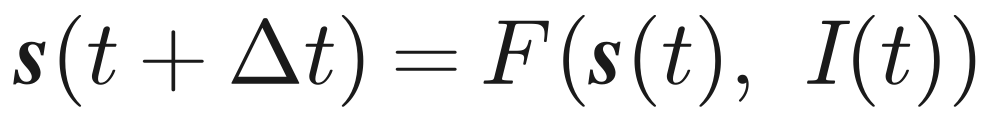 s(t + Δt) = F(s(t), I(t))